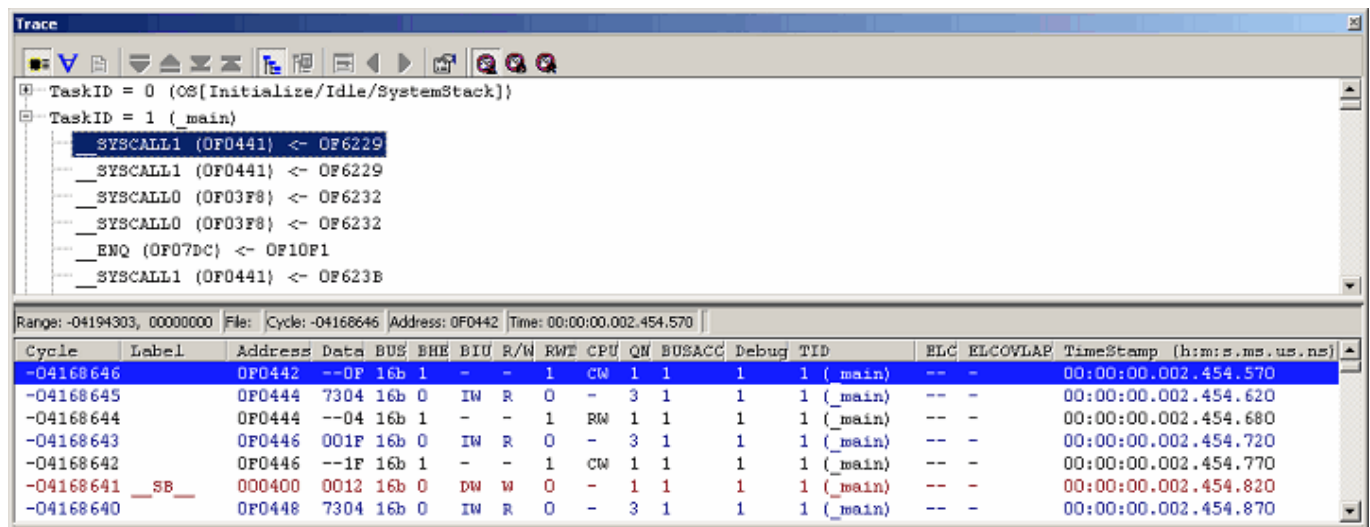 Trace
TaskID = 0 (OS[Initialize/Idle/SystemStack])
TaskID = 1 (_main)
__SYSCALL1 (0F0441) <- 0F6229
__SYSCALL1 (0F0441) <- 0F6229
__SYSCALL0 (0F03F8) <- 0F6232
__SYSCALL0 (0F03F8) <- 0F6232
__ENQ (0F07DC) <- 0F10F1
__SYSCALL1 (0F0441) <- 0F623B
Range: -04194303, 00000000 File: Cycle: -04168646 Address: 0F0442 Time: 00:00:00.002.454.570
Cycle Label Address Data BUS BHE BIU R/W RWT CPU QN BUSACC Debug TID ELC ELCOVLAP TimeStamp (h:m:s.ms.us.ns)
-04168646 0F0442 --0F 16b 1 - - 1 CW 1 1 1 1 (_main) -- - 00:00:00.002.454.570
-04168645 0F0444 7304 16b 0 IW R 0 - 3 1 1 1 (_main) -- - 00:00:00.002.454.620
-04168644 0F0444 --04 16b 1 - - 1 RW 1 1 1 1 (_main) -- - 00:00:00.002.454.680
-04168643 0F0446 001F 16b 0 IW R 0 - 3 1 1 1 (_main) -- - 00:00:00.002.454.720
-04168642 0F0446 --1F 16b 1 - - 1 CW 1 1 1 1 (_main) -- - 00:00:00.002.454.770
-04168641 __SB__ 000400 0012 16b 0 DW W 0 - 1 1 1 1 (_main) -- - 00:00:00.002.454.820
-04168640 0F0448 7304 16b 0 IW R 0 - 3 1 1 1 (_main) -- - 00:00:00.002.454.870